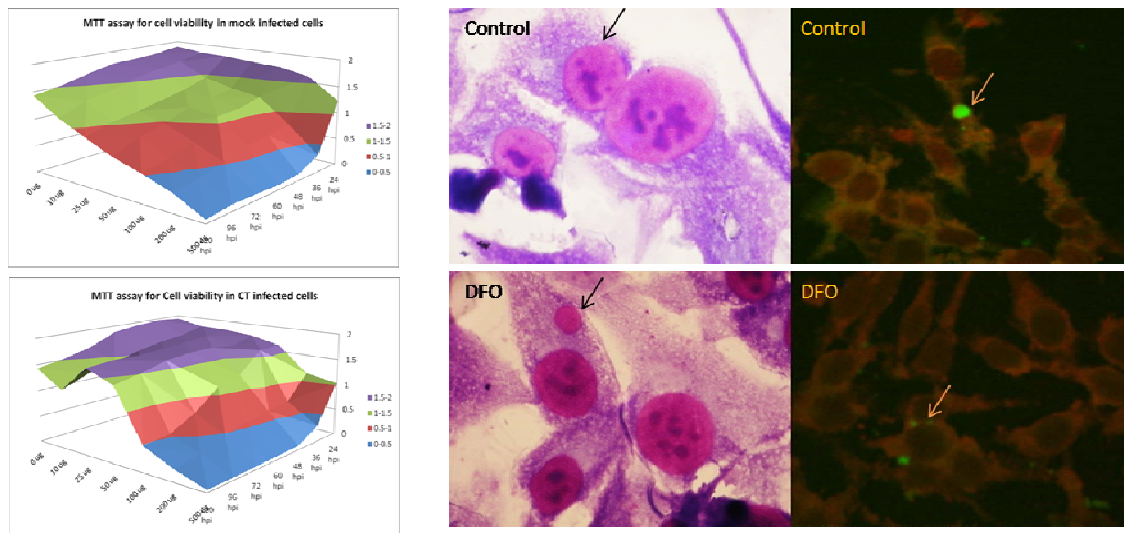 MTT assay for cell viability in mock infected cells
2
1.5
1
0.5
0
1.5-2
1-1.5
0.5-1
0-0.5
0 ug
10 ug
25 ug
50 ug
100 ug
200 ug
hpi
96
hpi
72
hpi
60
hpi
48
hpi
36
hpi
24
hpi
MTT assay for Cell viability in CT infected cells
2
1.5
1
0.5
0
1.5-2
1-1.5
0.5-1
0-0.5
0 ug
10 ug
25 ug
50 ug
100 ug
200 ug
hpi
96
hpi
72
hpi
60
hpi
48
hpi
36
hpi
24
hpi
Control
Control
DFO
DFO